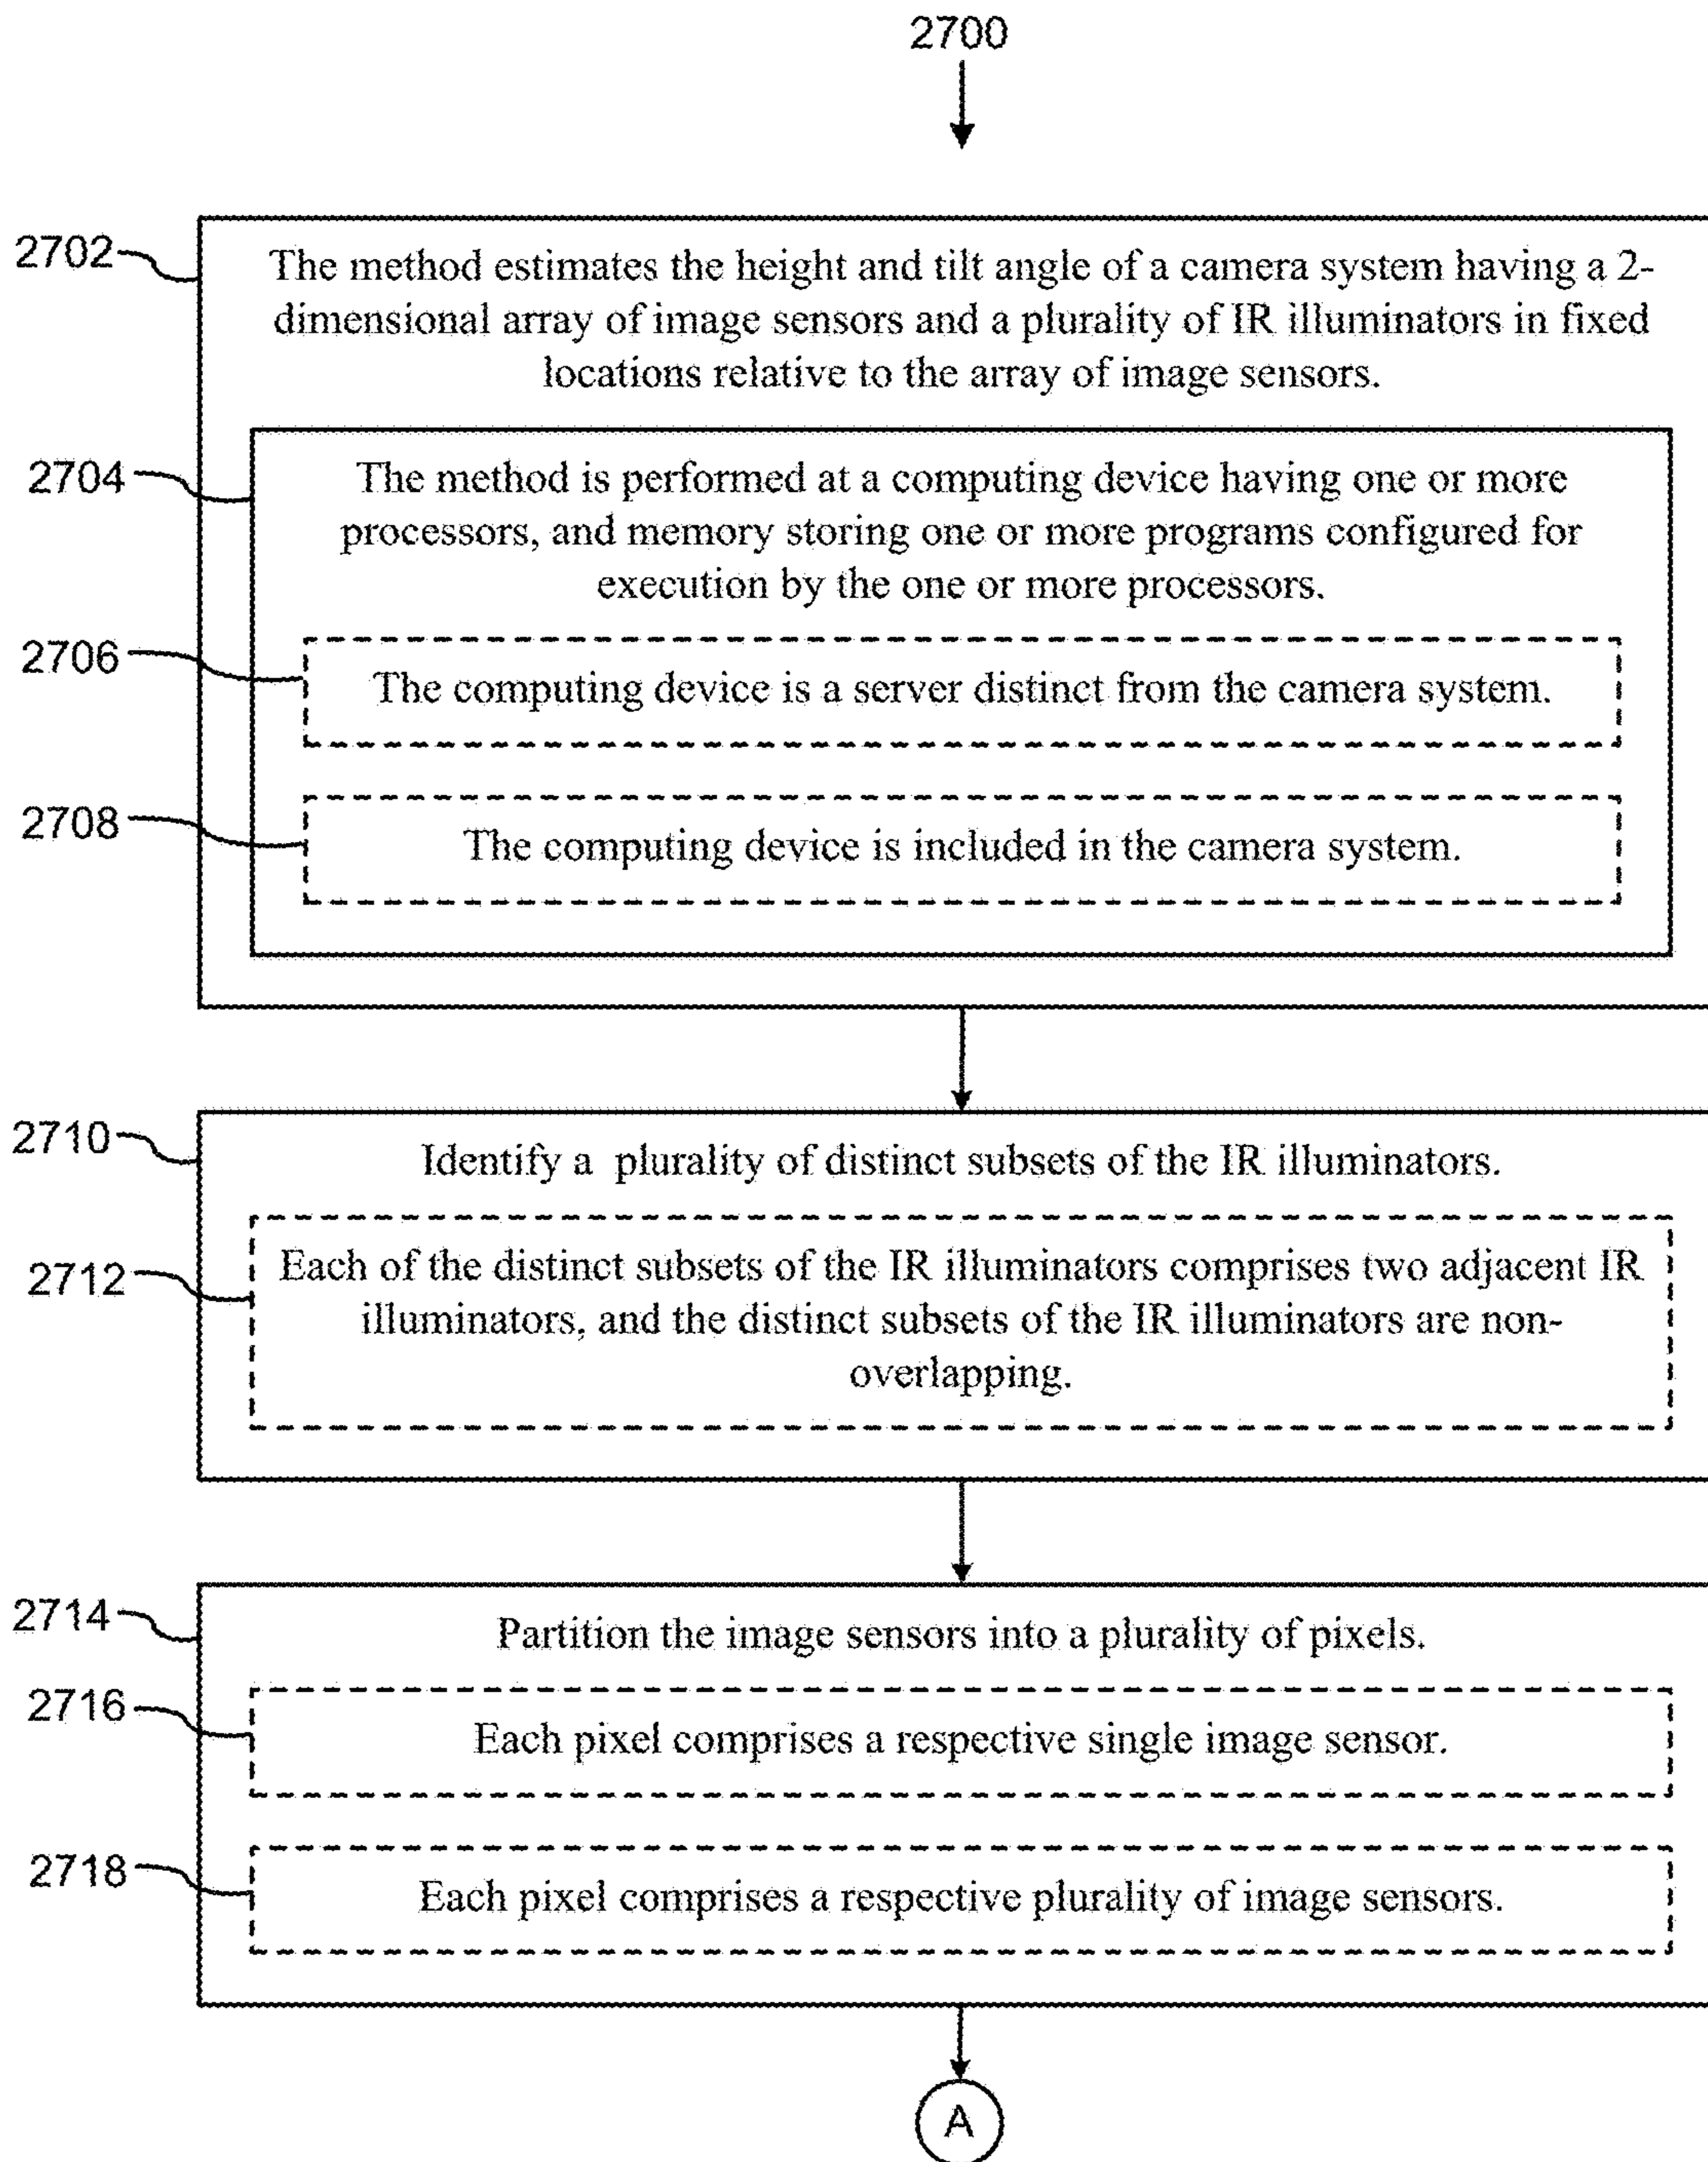 2700
2702
The method estimates the height and tilt angle of a camera system having a 2-
dimensional array of image sensors and a plurality of IR illuminators in fixed
locations relative to the array of image sensors.
2704
The method is performed at a computing device having one or more
processors, and memory storing one or more programs configured for
execution by the one or more processors.
2706
The computing device is a server distinct from the camera system.
2708
The computing device is included in the camera system.
2710
Identify a plurality of distinct subsets of the IR illuminators.
2712
Each of the distinct subsets of the IR illuminators comprises two adjacent IR
illuminators, and the distinct subsets of the IR illuminators are non-
overlapping.
2714
Partition the image sensors into a plurality of pixels.
2716
Each pixel comprises a respective single image sensor.
2718
Each pixel comprises a respective plurality of image sensors.
A